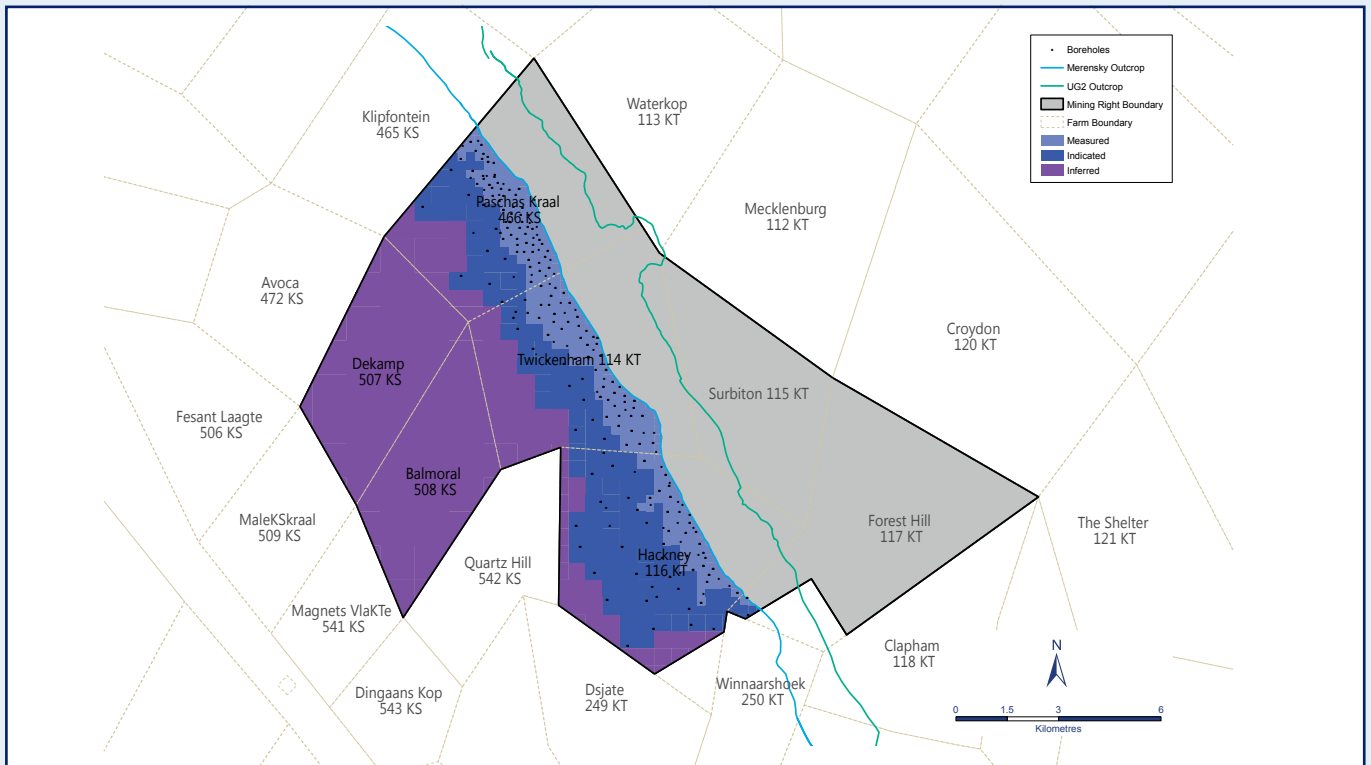 Boreholes
Merensky Outcrop
UG2 Outcrop
Mining Right Boundary
Farm Boundary
Measured
Indicated
Inferred
Waterkop
113 KT
Klipfontein
465 KS
Paschas Kraal
466 KS
Mecklenburg
112 KT
Avoca
472 KS
Croydon
120 KT
Twickenham 114 KT
Dekamp
507 KS
Surbiton 115 KT
Fesant Laagte
506 KS
Balmoral
508 KS
MaleKSkraal
509 KS
Forest Hill
117 KT
The Shelter
121 KT
Quartz Hill
542 KS
Hackney
116 KT
Magnets VlaKTe
541 KS
Clapham
118 KT
Dingaans Kop
543 KS
Dsjate
249 KT
Winnaarshoek
250 KT
N
0 1.5 3 6
Kilometres